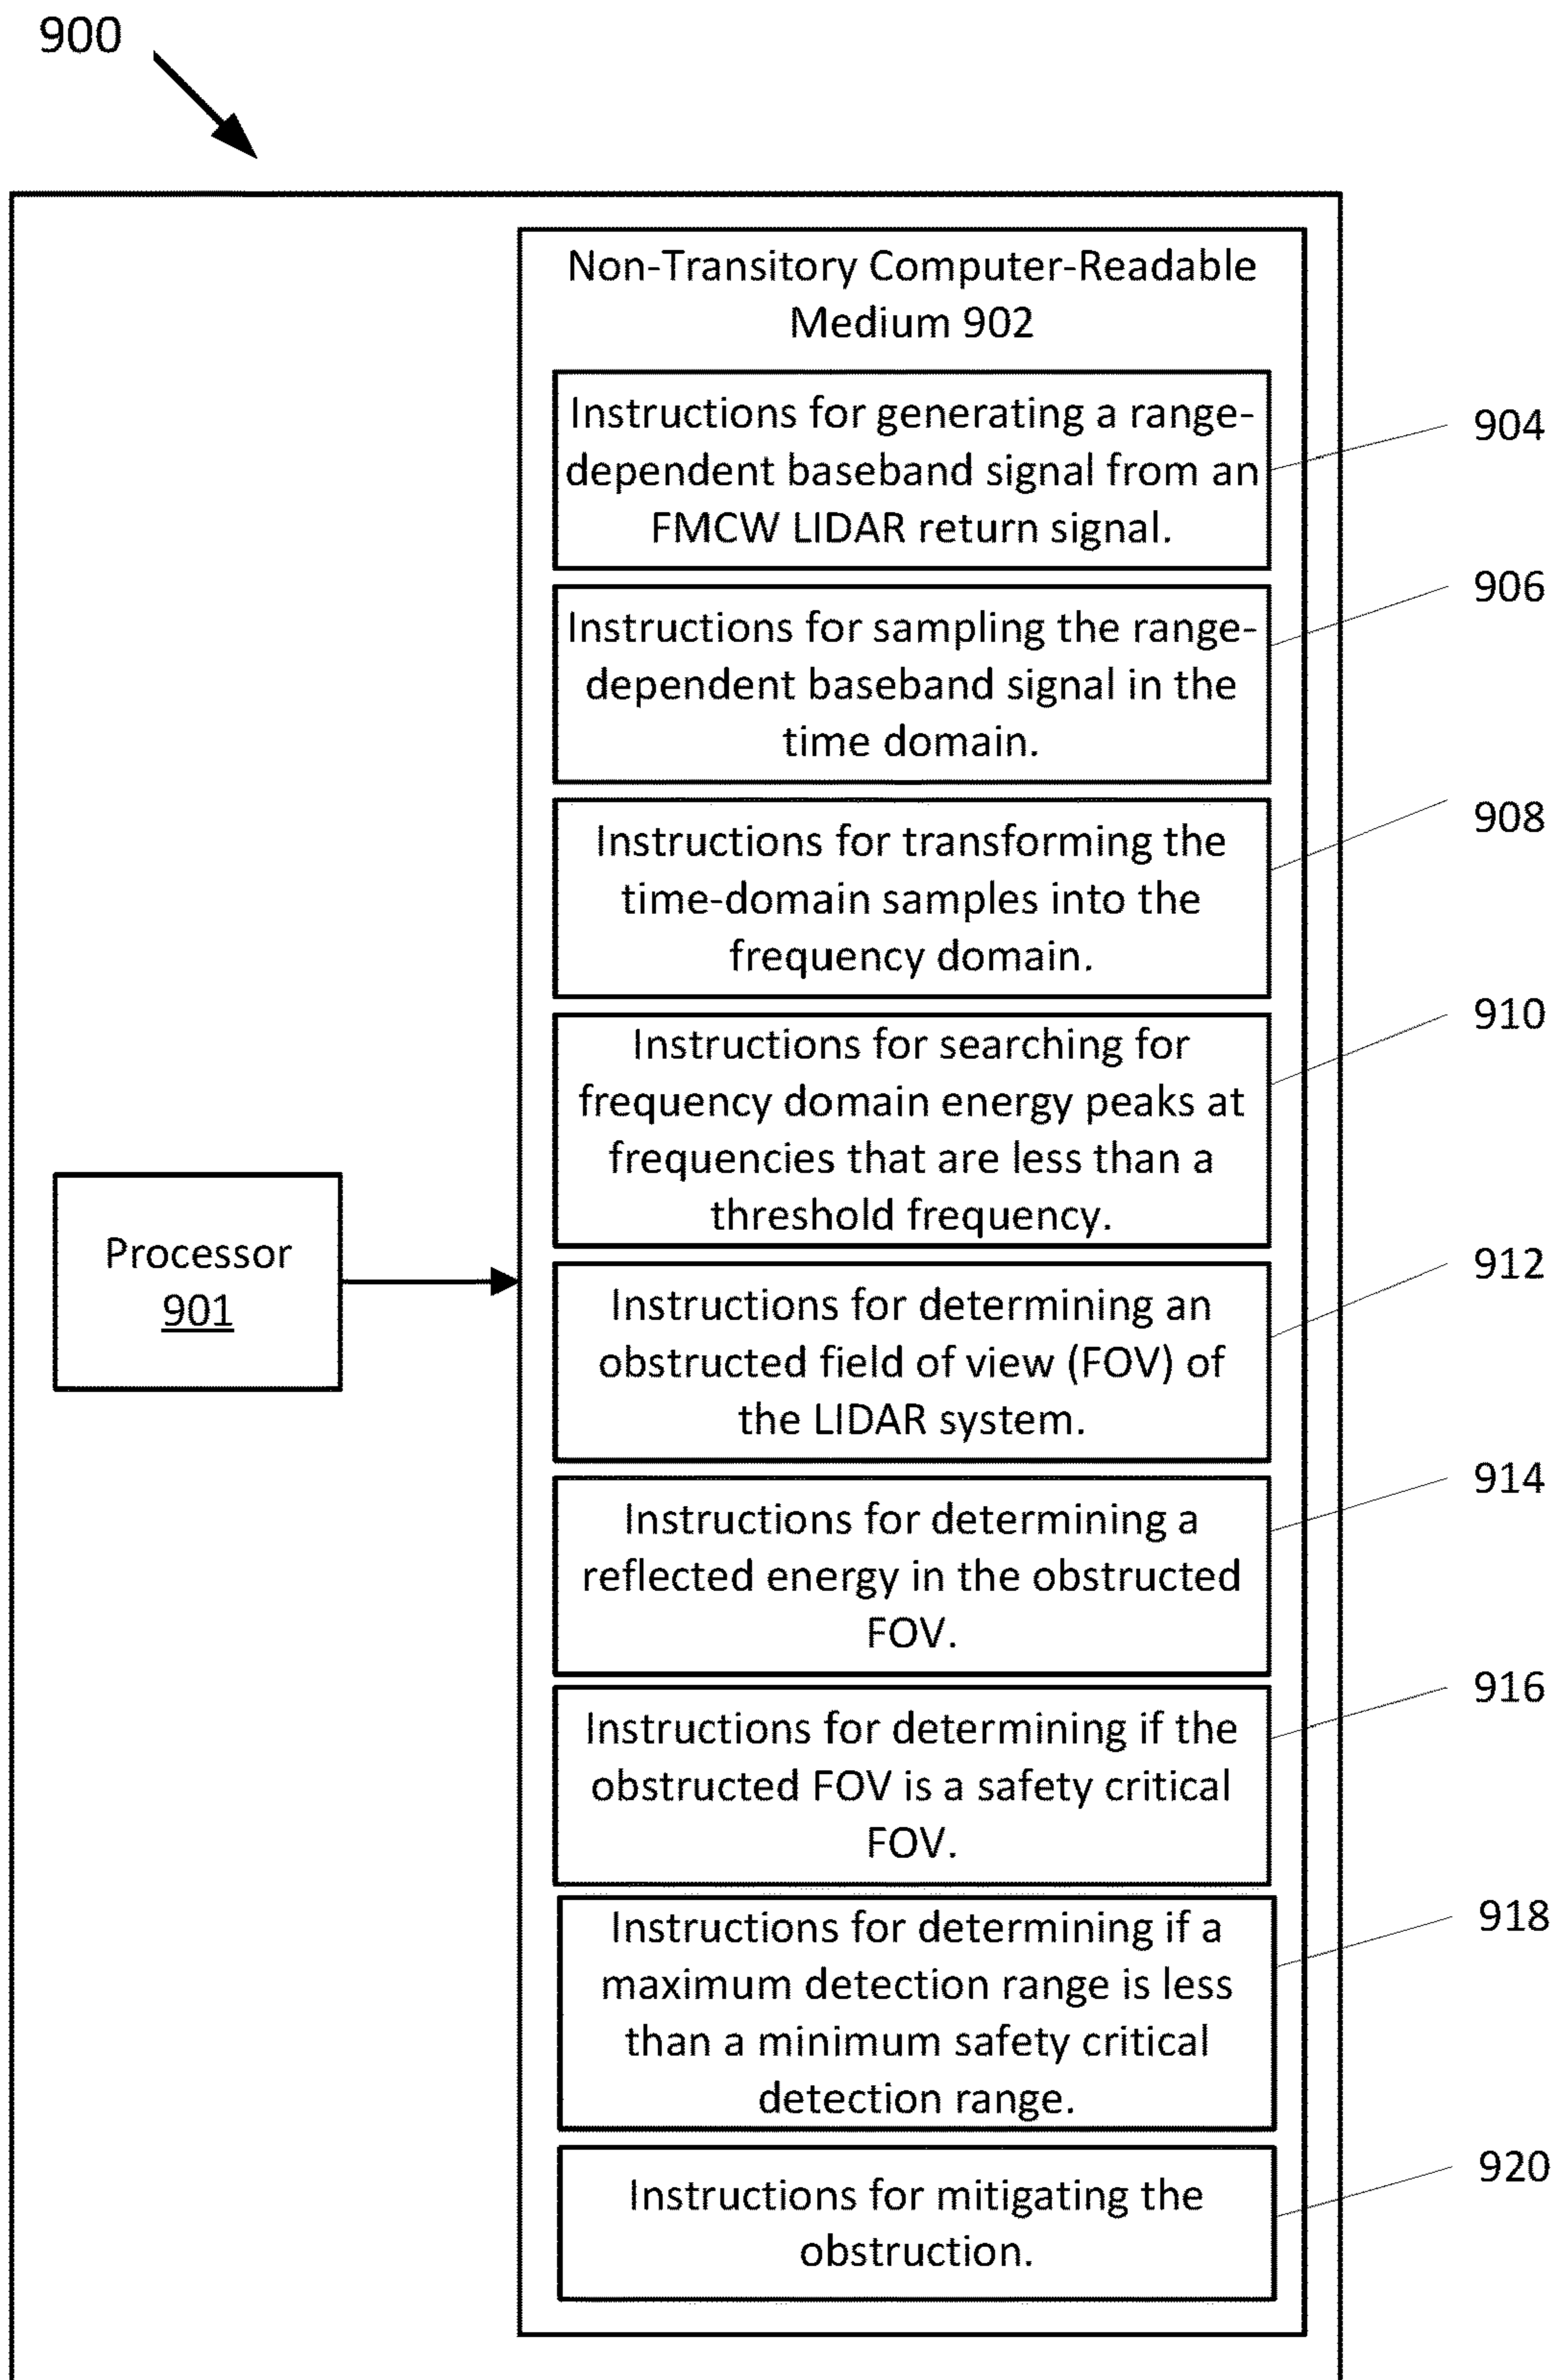 900
Non-Transitory Computer-Readable
Medium 902
Instructions for generating a range-
dependent baseband signal from an
FMCW LIDAR return signal.
904
Instructions for sampling the range-
dependent baseband signal in the
time domain.
906
Instructions for transforming the
time-domain samples into the
frequency domain.
908
Instructions for searching for
frequency domain energy peaks at
frequencies that are less than a
threshold frequency.
910
Processor
901
Instructions for determining an
obstructed field of view (FOV) of
the LIDAR system.
912
Instructions for determining a
reflected energy in the obstructed
FOV.
914
Instructions for determining if the
obstructed FOV is a safety critical
FOV.
916
Instructions for determining if a
maximum detection range is less
than a minimum safety critical
detection range.
918
Instructions for mitigating the
obstruction.
920